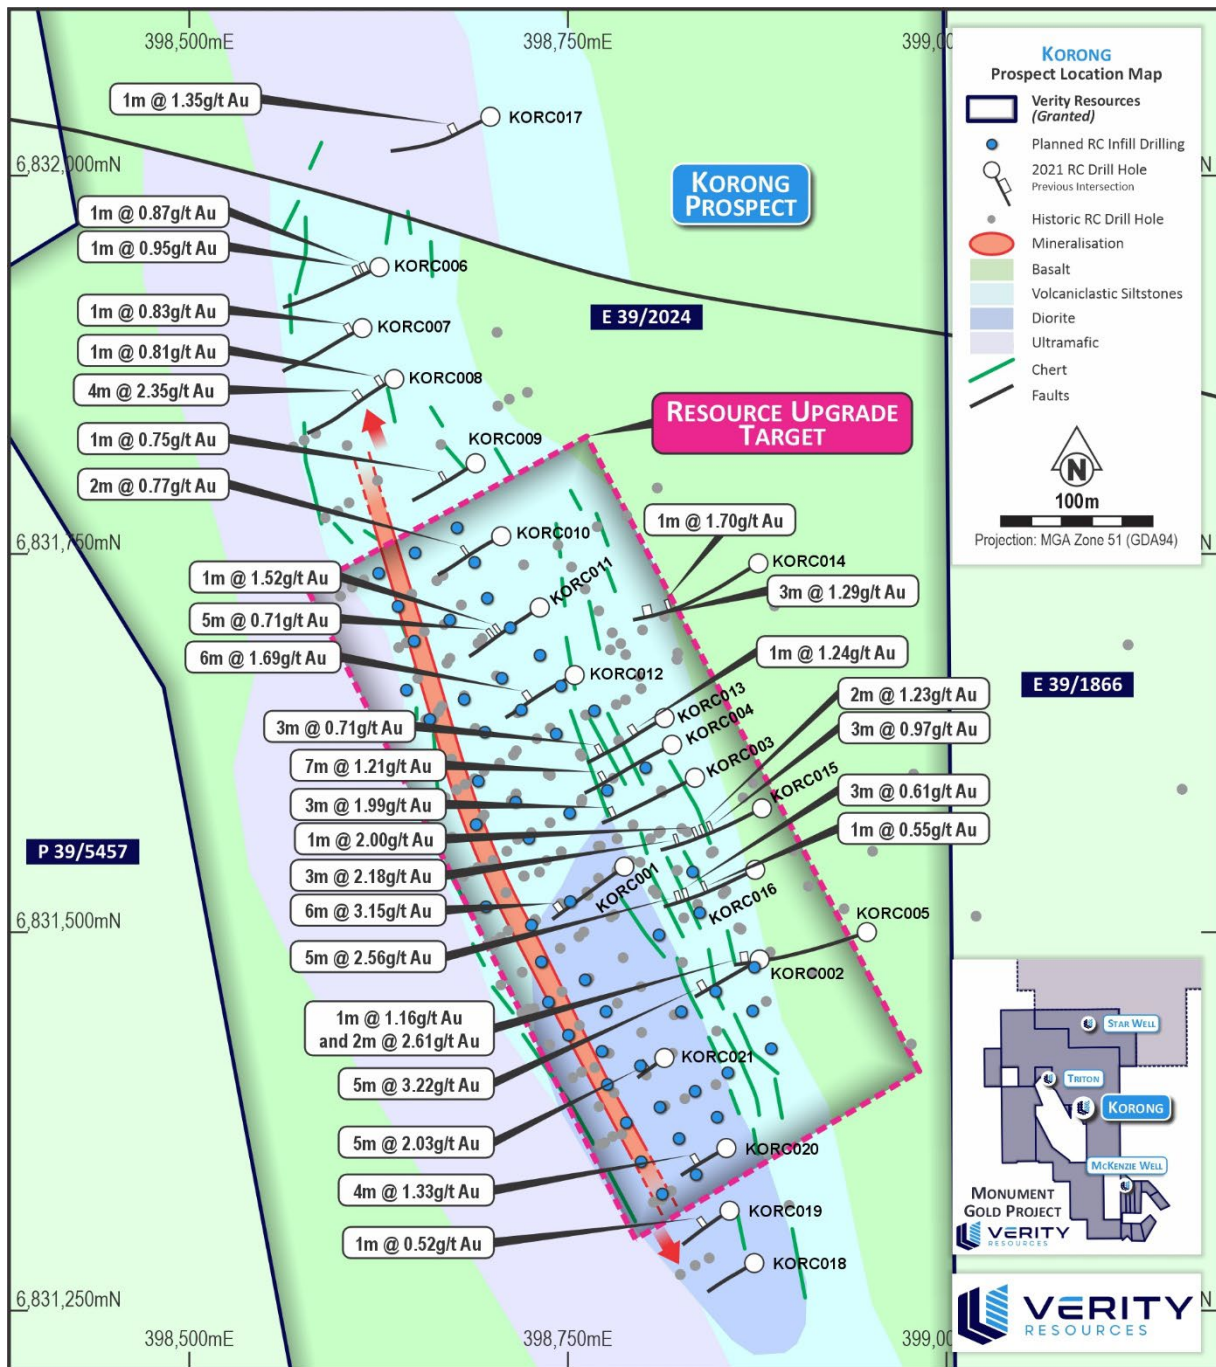 398,500mE
398,750mE
399,00
KORONG
Prospect Location Map
Verity Resources
(Granted)
Planned RC Infill Drilling
2021 RC Drill Hole
Previous Intersection
Historic RC Drill Hole
Mineralisation
Basalt
Volcaniclastic Siltstones
Diorite
Ultramafic
Chert
Faults
N
100m
Projection: MGA Zone 51 (GDA94)
1m @ 1.35g/t Au
KORC017
6,832,000mN
N
KORONG
PROSPECT
1m @ 0.87g/t Au
1m @ 0.95g/t Au
KORC006
1m @ 0.83g/t Au
KORC007
E 39/2024
1m @ 0.81g/t Au
KORC008
4m @ 2.35g/t Au
RESOURCE UPGRADE
TARGET
1m @ 0.75g/t Au
KORC009
2m @ 0.77g/t Au
1m @ 1.70g/t Au
KORC010
6,831,750mN
N
KORC014
1m @ 1.52g/t Au
KORC011
3m @ 1.29g/t Au
5m @ 0.71g/t Au
6m @ 1.69g/t Au
1m @ 1.24g/t Au
KORC012
E 39/1866
2m @ 1.23g/t Au
KORC013
3m @ 0.71g/t Au
3m @ 0.97g/t Au
KORC004
7m @ 1.21g/t Au
KORC003
3m @ 0.61g/t Au
3m @ 1.99g/t Au
KORC015
1m @ 2.00g/t Au
1m @ 0.55g/t Au
P 39/5457
3m @ 2.18g/t Au
KORC001
6m @ 3.15g/t Au
KORC016
KORC005
6,831,500mN
5m @ 2.56g/t Au
KORC002
1m @ 1.16g/t Au
and 2m @ 2.61g/t Au
5m @ 3.22g/t Au
KORC021
5m @ 2.03g/t Au
KORC020
4m @ 1.33g/t Au
KORC019
1m @ 0.52g/t Au
KORC018
STAR WELL
TRITON
KORONG
MCKENZIE WELL
MONUMENT
GOLD PROJECT
VERITY
RESOURCES
6,831,250mN
N
VERITY
RESOURCES
398,500mE
398,750mE
399,00